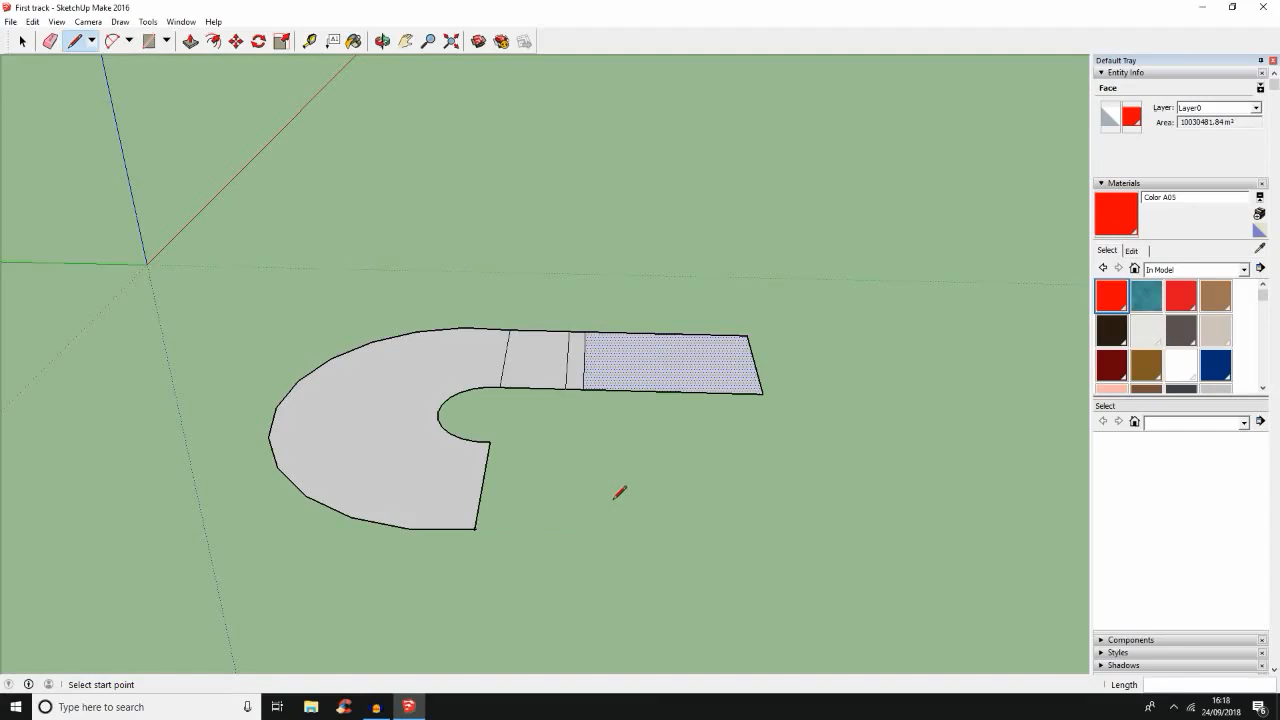 First track - SketchUp Make 2016
File Edit View Camera Draw Tools Window Help
Default Tray
Entity Info
Face
Layer: Layer0
Area: 10030481.84 m²
Materials
Color A05
Select Edit
In Model
Select
Components
Styles
Shadows
Select start point
Length
Type here to search
16:18
24/09/2018